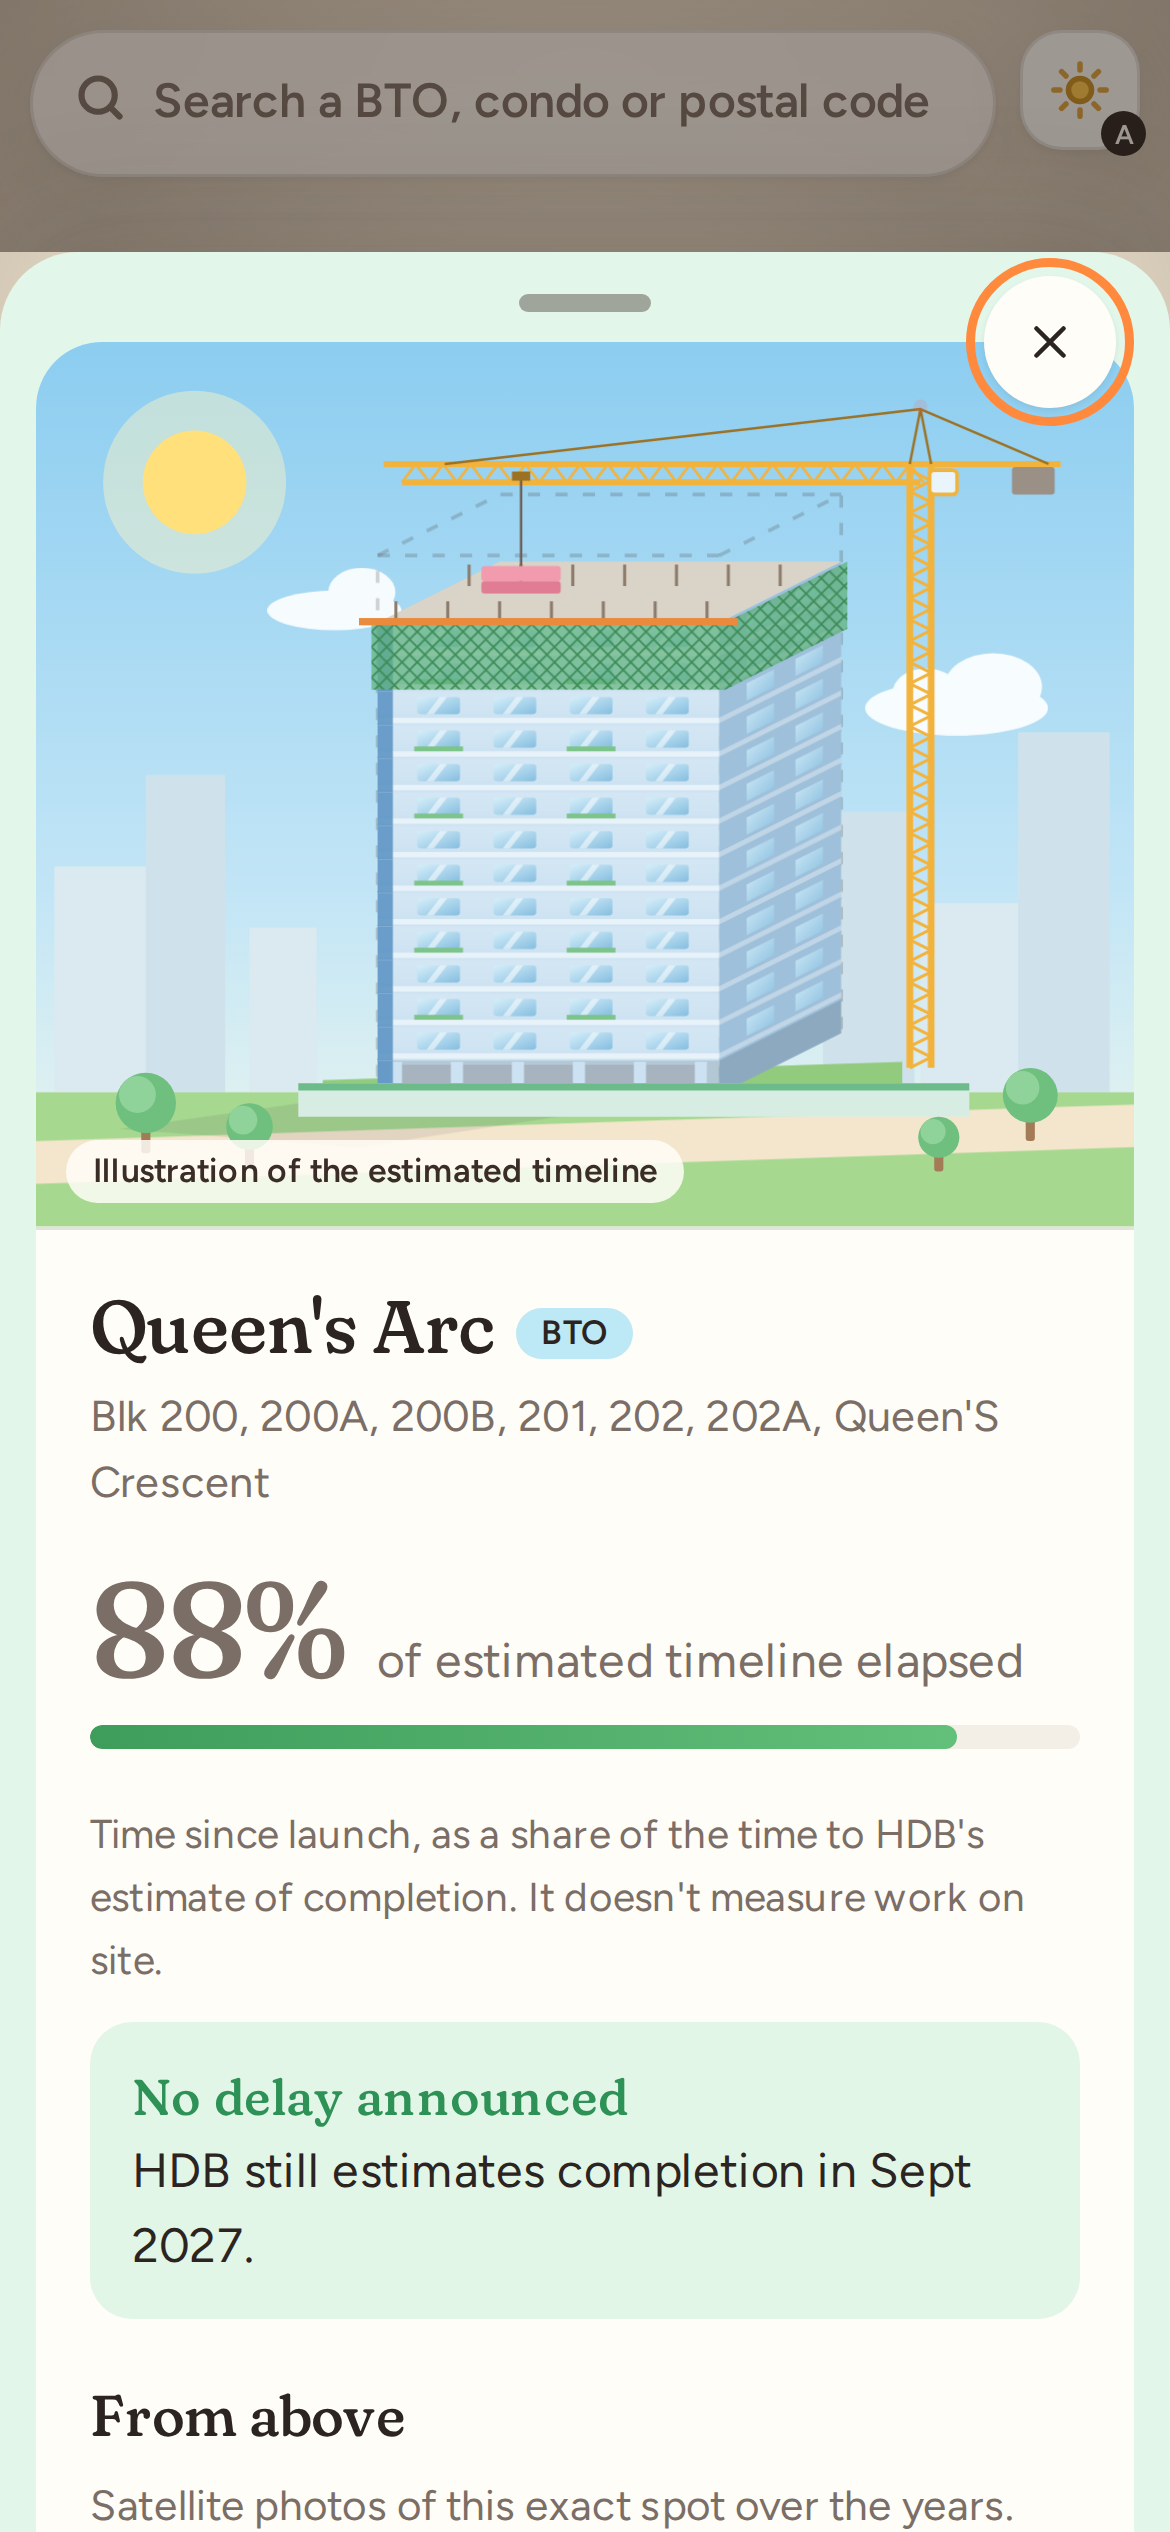 Search a BTO, condo or postal code
A
Illustration of the estimated timeline
Queen's Arc BTO
Blk 200, 200A, 200B, 201, 202, 202A, Queen'S
Crescent
88% of estimated timeline elapsed
Time since launch, as a share of the time to HDB's
estimate of completion. It doesn't measure work on
site.
No delay announced
HDB still estimates completion in Sept
2027.
From above
Satellite photos of this exact spot over the years.